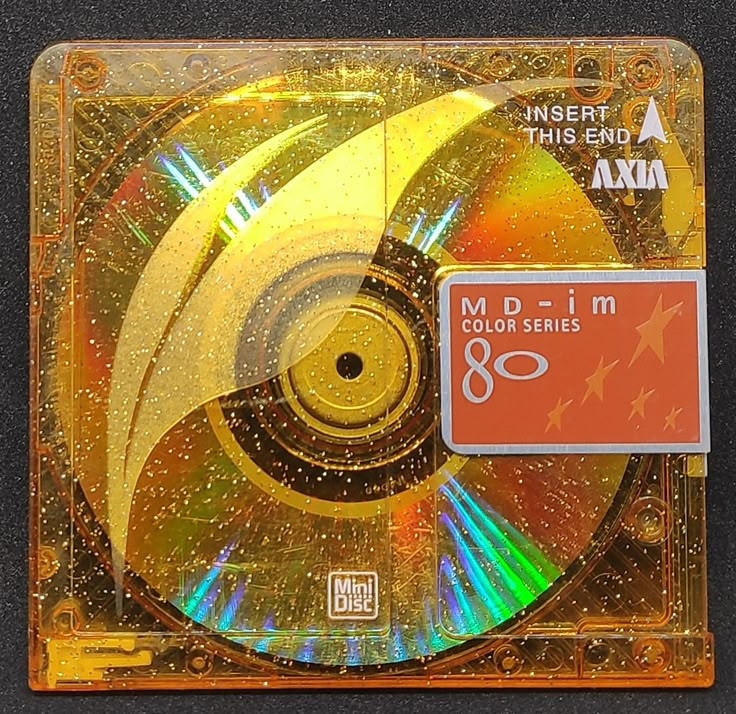 INSERT
THIS END
AXIA
MD-im
COLOR SERIES
80
Mini
Disc